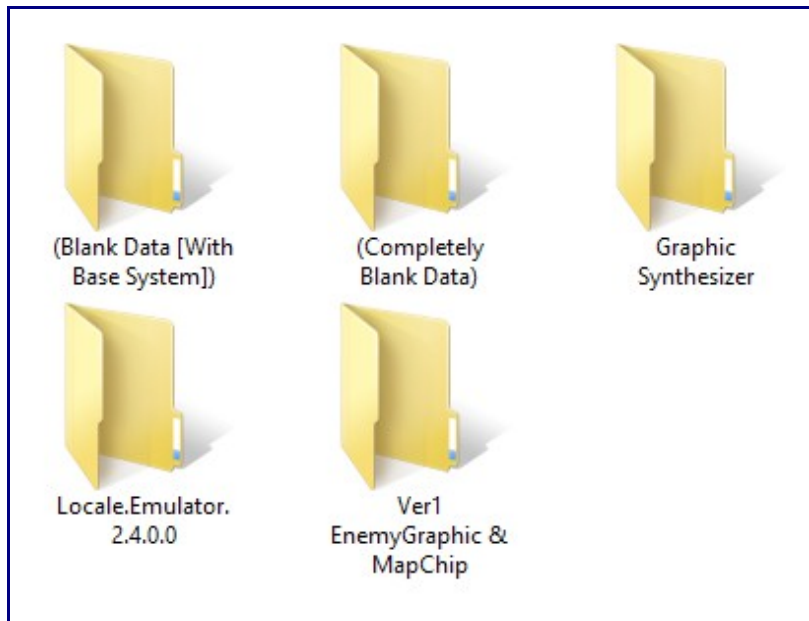 (Blank Data [With
Base System])
(Completely
Blank Data)
Graphic
Synthesizer
Locale.Emulator.
2.4.0.0
Ver1
EnemyGraphic &
MapChip